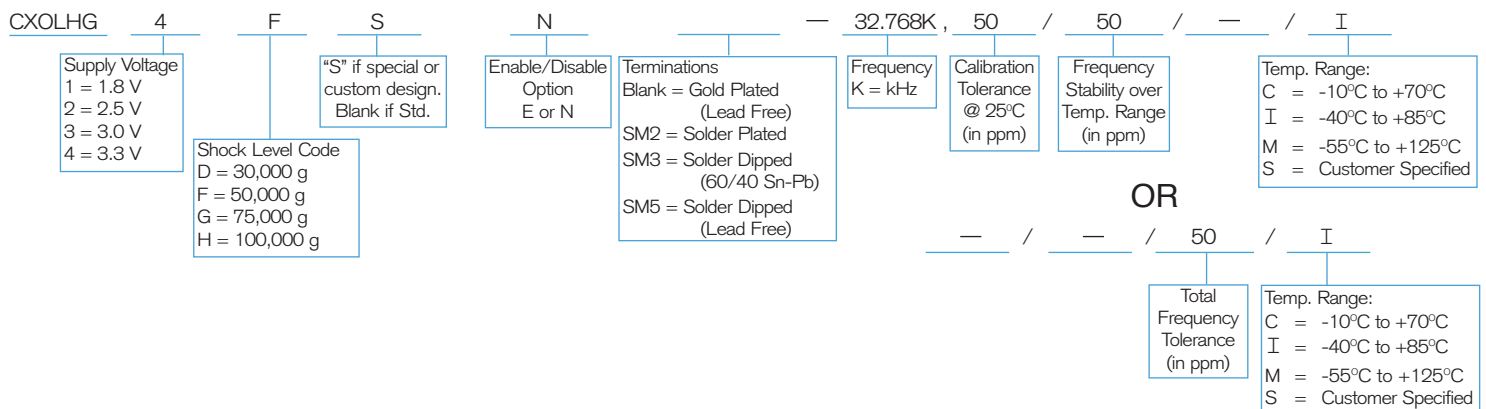 CXOLHG 4 F S N — 32.768K, 50 / 50 / — / I
Supply Voltage
1 = 1.8 V
2 = 2.5 V
3 = 3.0 V
4 = 3.3 V
Shock Level Code
D = 30,000 g
F = 50,000 g
G = 75,000 g
H = 100,000 g
“S” if special or
custom design.
Blank if Std.
Enable/Disable
Option
E or N
Terminations
Blank = Gold Plated
(Lead Free)
SM2 = Solder Plated
SM3 = Solder Dipped
(60/40 Sn-Pb)
SM5 = Solder Dipped
(Lead Free)
Frequency
K = kHz
Calibration
Tolerance
@ 25°C
(in ppm)
Frequency
Stability over
Temp. Range
(in ppm)
Temp. Range:
C = -10°C to +70°C
I = -40°C to +85°C
M = -55°C to +125°C
S = Customer Specified
OR
— / — / 50 / I
Total
Frequency
Tolerance
(in ppm)
Temp. Range:
C = -10°C to +70°C
I = -40°C to +85°C
M = -55°C to +125°C
S = Customer Specified